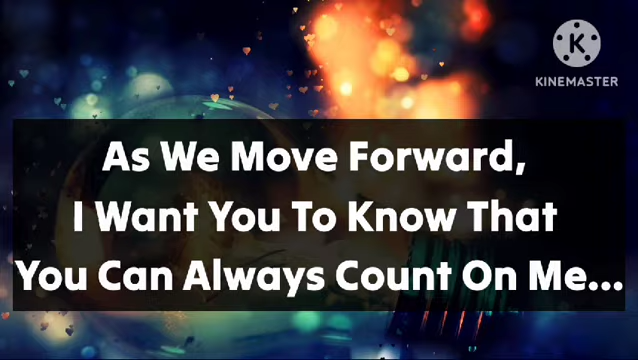 KINEMASTER
As We Move Forward,
I Want You To Know That
You Can Always Count On Me...